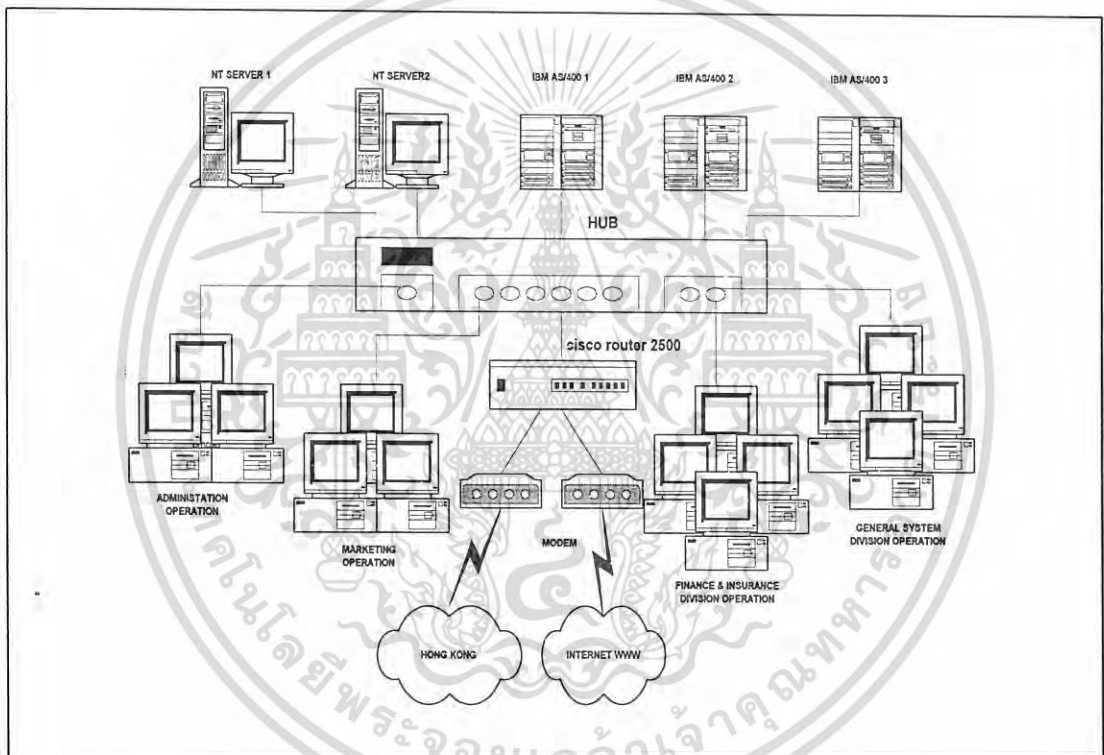 NT SERVER 1
NT SERVER2
IBM AS/400 1
IBM AS/400 2
IBM AS/400 3
HUB
cisco router 2500
ADMINISTATION
OPERATION
MARKETING
OPERATION
MODEM
FINANCE & INSURANCE
DIVISION OPERATION
GENERAL SYSTEM
DIVISION OPERATION
HONG KONG
INTERNET WWW